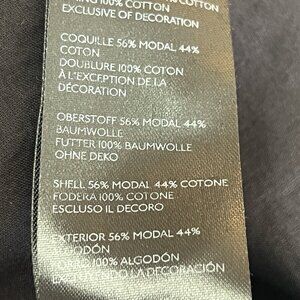 100% COTTON
EXCLUSIVE OF DECORATION
COQUILLE 56% MODAL 44%
COTON
DOUBLURE 100% COTON
À L'EXCEPTION DE LA
DÉCORATION
OBERSTOFF 56% MODAL 44%
BAUMWOLLE
FUTTER 100% BAUMWOLLE
OHNE DEKO
SHELL 56% MODAL 44% COTONE
FODERA 100% COTONE
ESCLUSO IL DECORO
EXTERIOR 56% MODAL 44%
100% ALGODÓN
LA DECORACIÓN